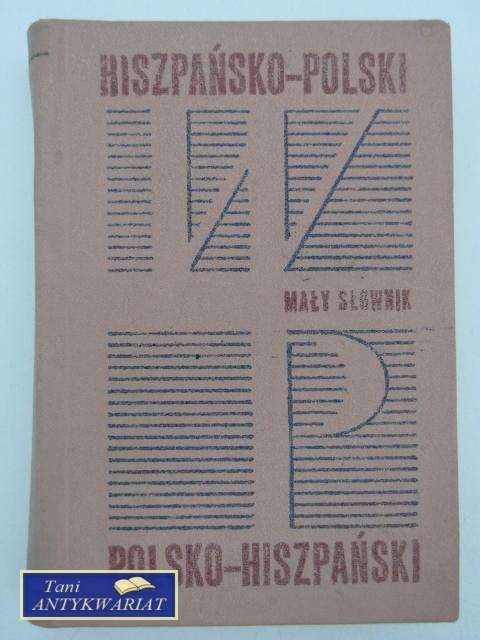 HISZPAŃSKO-POLSKI
MAŁY SŁOWNIK
POLSKO-HISZPAŃSKI
Tani
ANTYKWARIAT